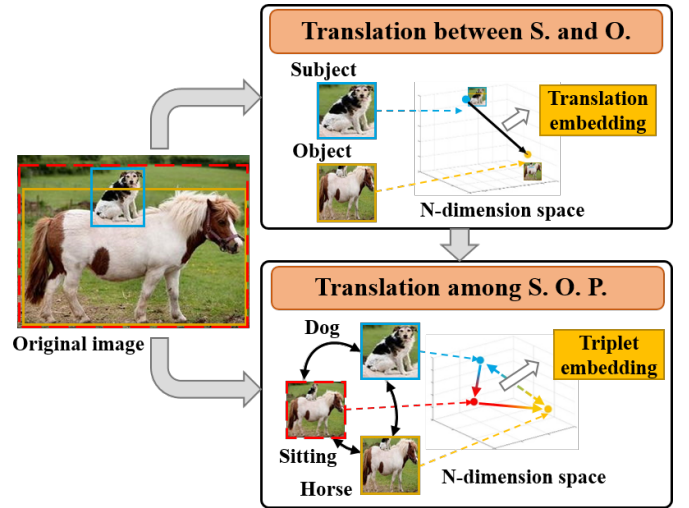 Translation between S. and O.
Subject
Object
Translation
embedding
N-dimension space
Original image
Translation among S. O. P.
Dog
Sitting
Horse
Triplet
embedding
N-dimension space